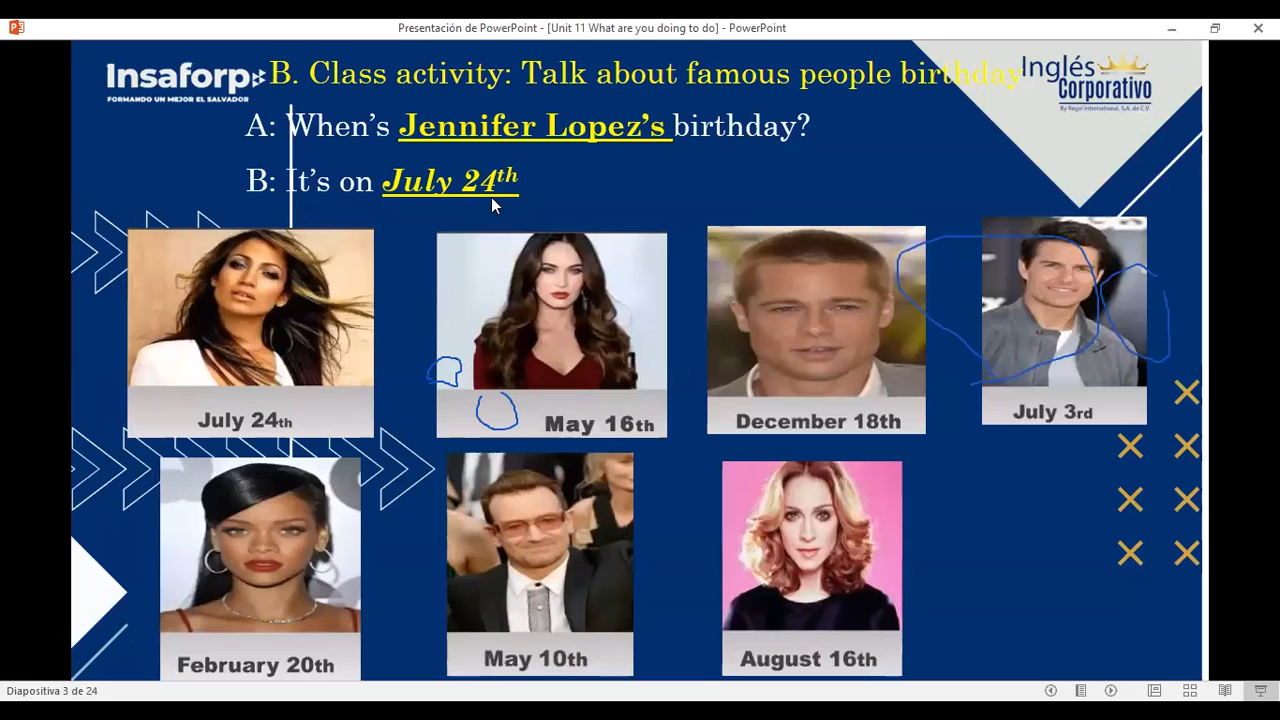 Presentación de PowerPoint - [Unit 11 What are you doing to do] - PowerPoint
Insaforp
FORMANDO UN MEJOR EL SALVADOR
B. Class activity: Talk about famous people birthday
Inglés
Corporativo
By Regal International, S.A. de C.V.
A: When's Jennifer Lopez's birthday?
B: It's on July 24th
July 24th
May 16th
December 18th
July 3rd
February 20th
May 10th
August 16th
Diapositiva 3 de 24